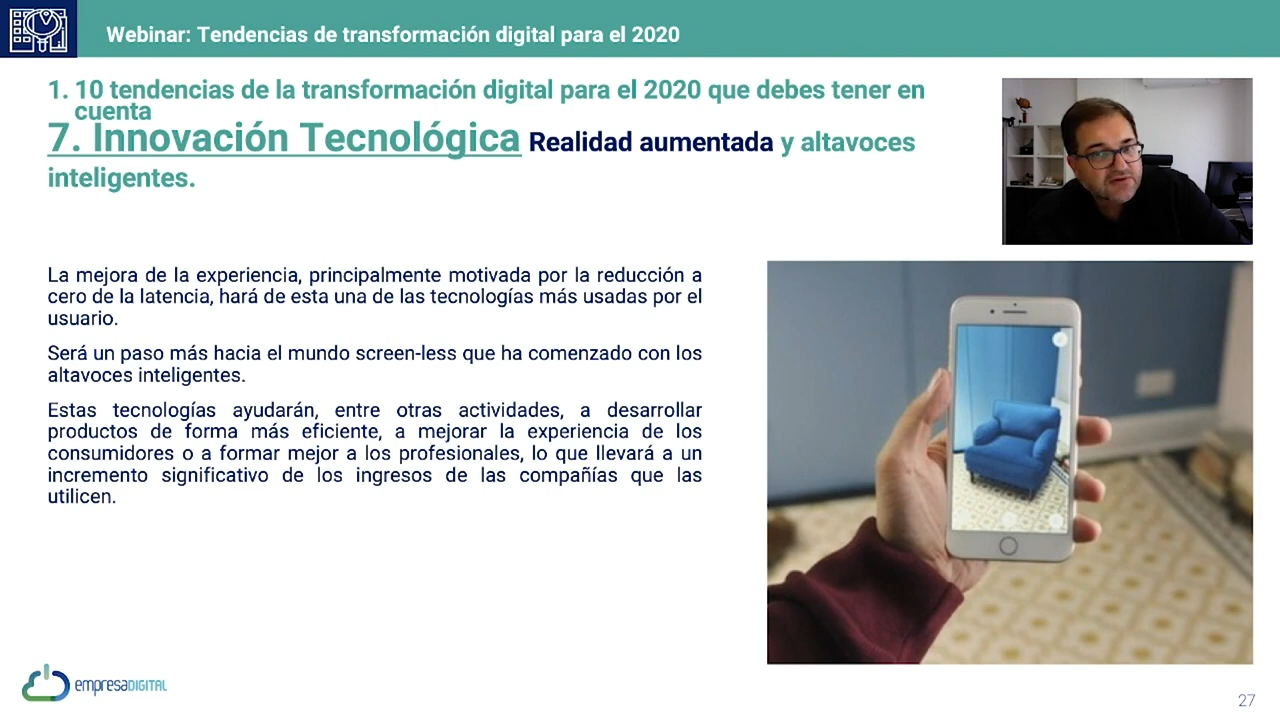 Webinar: Tendencias de transformación digital para el 2020
1. 10 tendencias de la transformación digital para el 2020 que debes tener en
cuenta
7. Innovación Tecnológica Realidad aumentada y altavoces
inteligentes.
La mejora de la experiencia, principalmente motivada por la reducción a
cero de la latencia, hará de esta una de las tecnologías más usadas por el
usuario.
Será un paso más hacia el mundo screen-less que ha comenzado con los
altavoces inteligentes.
Estas tecnologías ayudarán, entre otras actividades, a desarrollar
productos de forma más eficiente, a mejorar la experiencia de los
consumidores o a formar mejor a los profesionales, lo que llevará a un
incremento significativo de los ingresos de las compañías que las
utilicen.
empresaDIGITAL
27